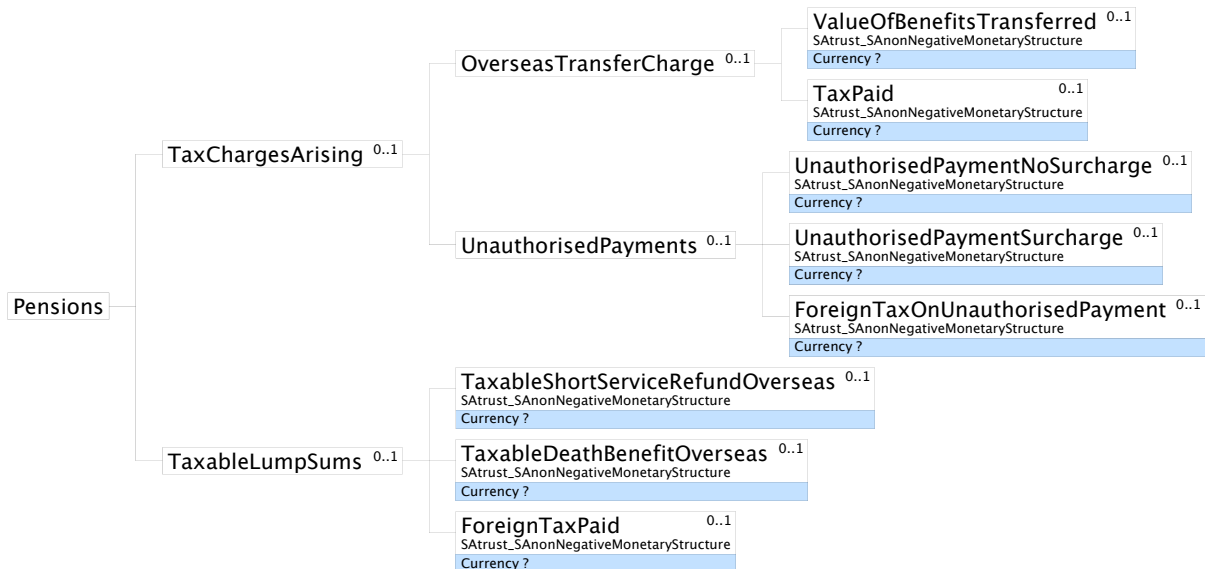 ValueOfBenefitsTransferred 0..1
SAtrust_SAnonNegativeMonetaryStructure
Currency ?
OverseasTransferCharge 0..1
TaxPaid 0..1
SAtrust_SAnonNegativeMonetaryStructure
Currency ?
TaxChargesArising 0..1
UnauthorisedPaymentNoSurcharge 0..1
SAtrust_SAnonNegativeMonetaryStructure
Currency ?
UnauthorisedPayments 0..1
UnauthorisedPaymentSurcharge 0..1
SAtrust_SAnonNegativeMonetaryStructure
Currency ?
Pensions
ForeignTaxOnUnauthorisedPayment 0..1
SAtrust_SAnonNegativeMonetaryStructure
Currency ?
TaxableShortServiceRefundOverseas 0..1
SAtrust_SAnonNegativeMonetaryStructure
Currency ?
TaxableLumpSums 0..1
TaxableDeathBenefitOverseas 0..1
SAtrust_SAnonNegativeMonetaryStructure
Currency ?
ForeignTaxPaid 0..1
SAtrust_SAnonNegativeMonetaryStructure
Currency ?